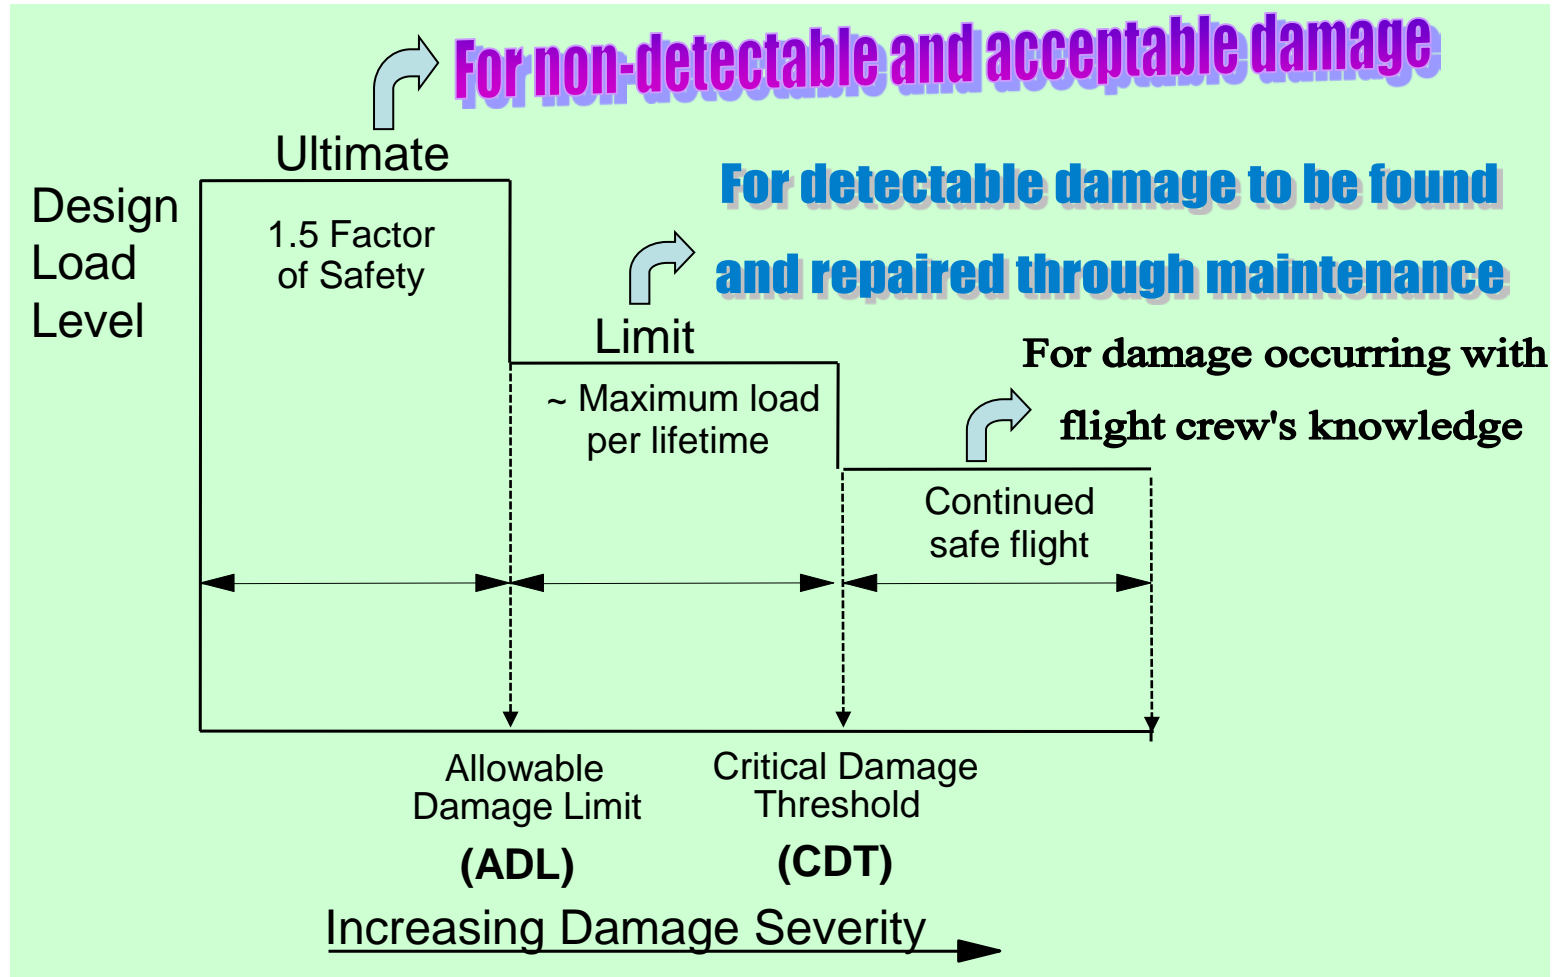 For non-detectable and acceptable damage
Ultimate
Design
Load
Level
1.5 Factor
of Safety
For detectable damage to be found
and repaired through maintenance
Limit
~ Maximum load
per lifetime
For damage occurring with
flight crew's knowledge
Continued
safe flight
Allowable
Damage Limit
(ADL)
Critical Damage
Threshold
(CDT)
Increasing Damage Severity